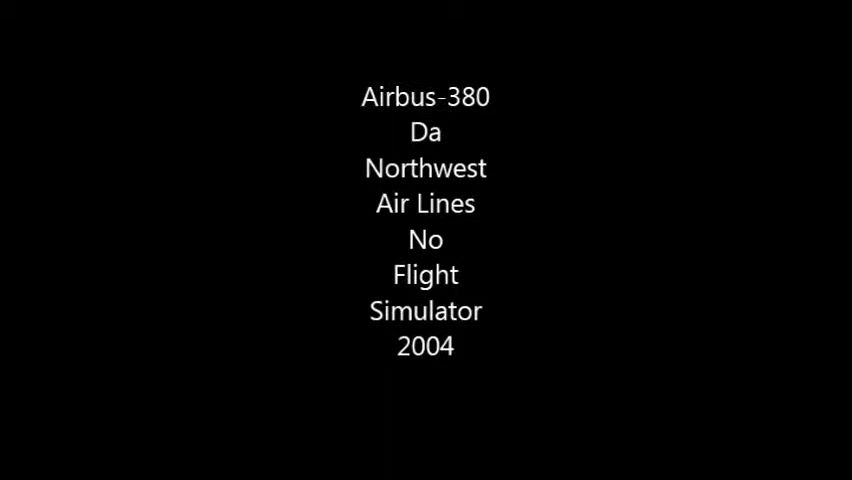 Airbus-380
Da
Northwest
Air Lines
No
Flight
Simulator
2004